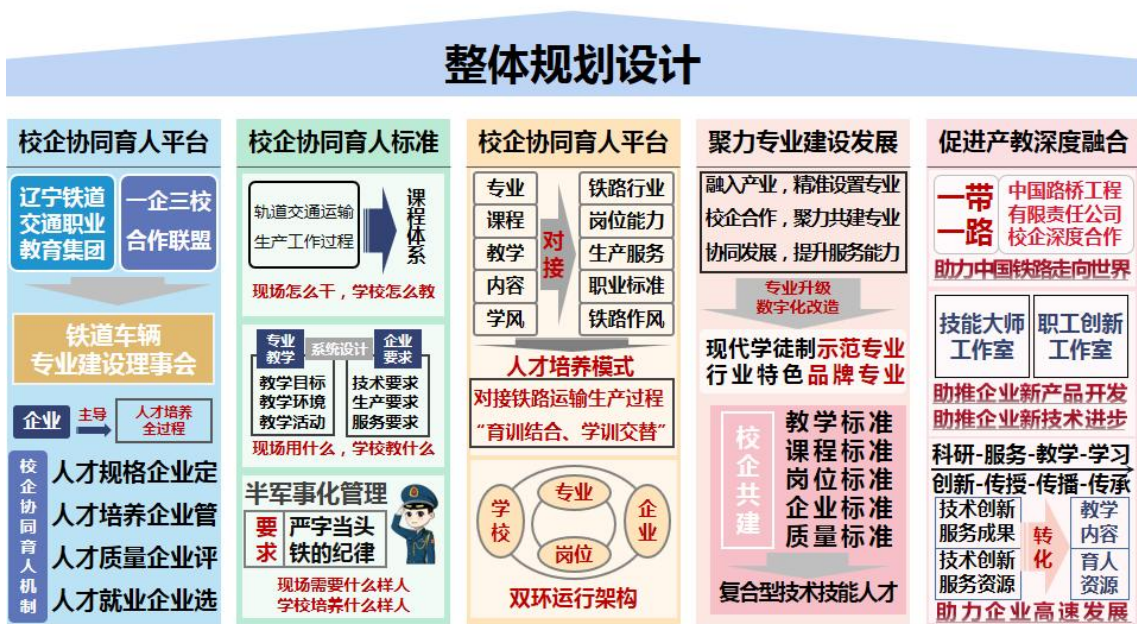 整体规划设计
校企协同育人平台
辽宁铁道
交通职业
教育集团
一企三校
合作联盟
铁道车辆
专业建设理事会
企业
主导
人才培养
全过程
校企协同育人机制
人才规格企业定
人才培养企业管
人才质量企业评
人才就业企业选
校企协同育人标准
轨道交通运输
生产工作过程
课程体系
现场怎么干，学校怎么教
专业
教学
系统设计
企业
要求
教学目标
教学环境
教学活动
技术要求
生产要求
服务要求
现场用什么，学校教什么
半军事化管理
要求
严字当头
铁的纪律
现场需要什么样人
学校培养什么样人
校企协同育人平台
专业
课程
教学
内容
学风
对接
铁路行业
岗位能力
生产服务
职业标准
铁路作风
人才培养模式
对接铁路运输生产过程
“育训结合、学训交替”
学校
专业
岗位
企业
双环运行架构
聚力专业建设发展
融入产业，精准设置专业
校企合作，聚力共建专业
协同发展，提升服务能力
专业升级
数字化改造
现代学徒制示范专业
行业特色品牌专业
校企共建
教学标准
课程标准
岗位标准
企业标准
质量标准
复合型技术技能人才
促进产教深度融合
一带
一路
中国路桥工程
有限责任公司
校企深度合作
助力中国铁路走向世界
技能大师
工作室
职工创新
工作室
助推企业新产品开发
助推企业新技术进步
科研-服务-教学-学习
创新-传授-传播-传承
技术创新
服务成果
技术创新
服务资源
转化
教学
内容
育人
资源
助力企业高速发展